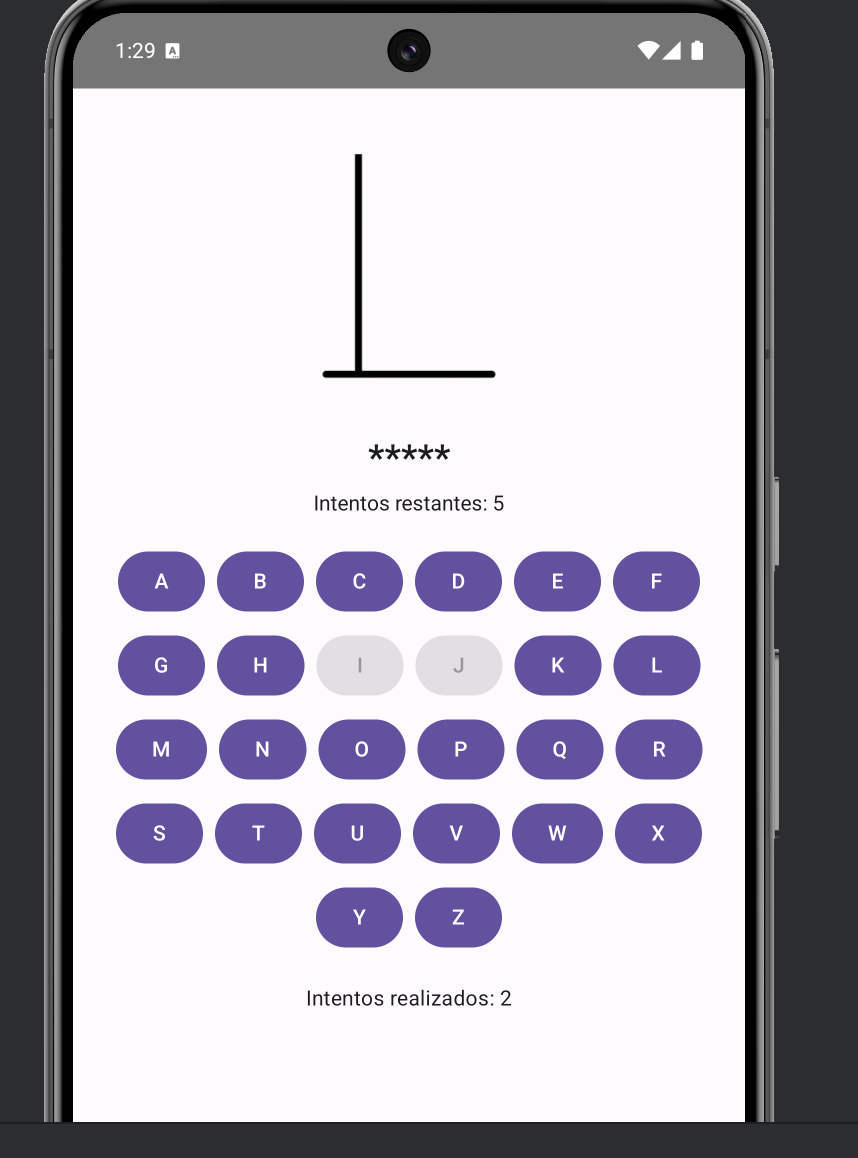 1:29 A
*****
Intentos restantes: 5
A B C D E F
G H I J K L
M N O P Q R
S T U V W X
Y Z
Intentos realizados: 2